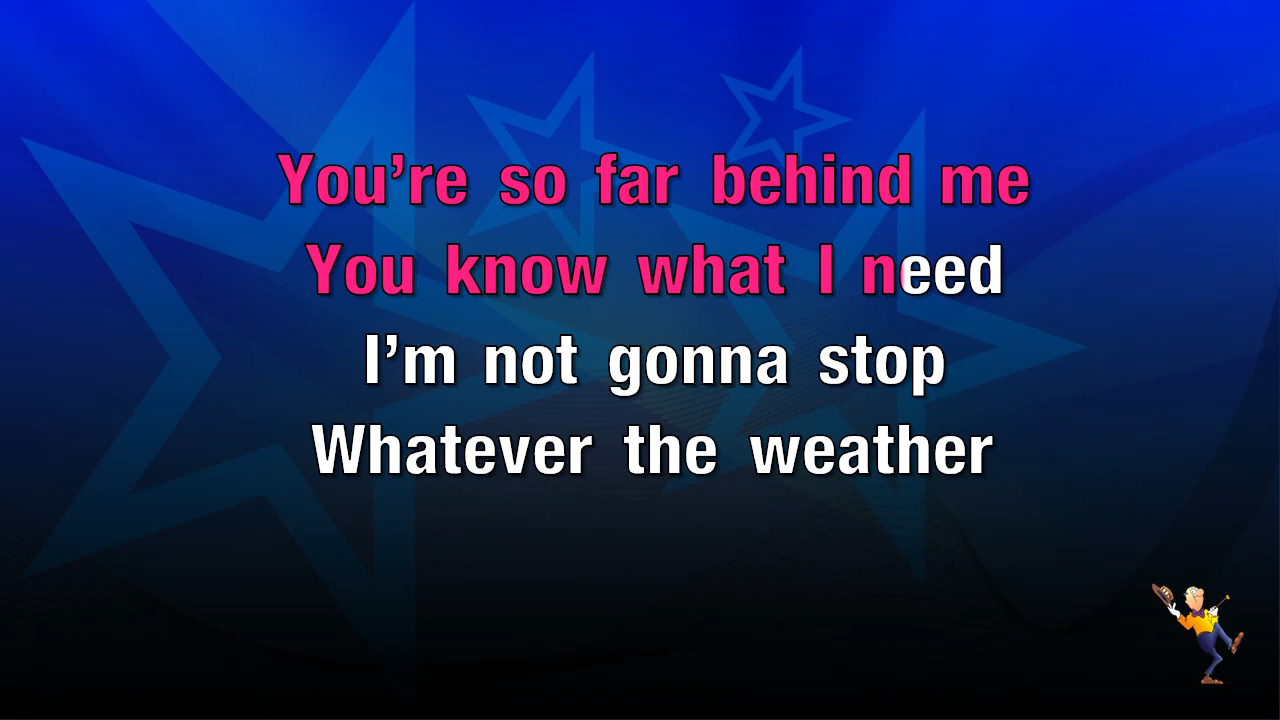 You’re so far behind me
You know what I need
I’m not gonna stop
Whatever the weather